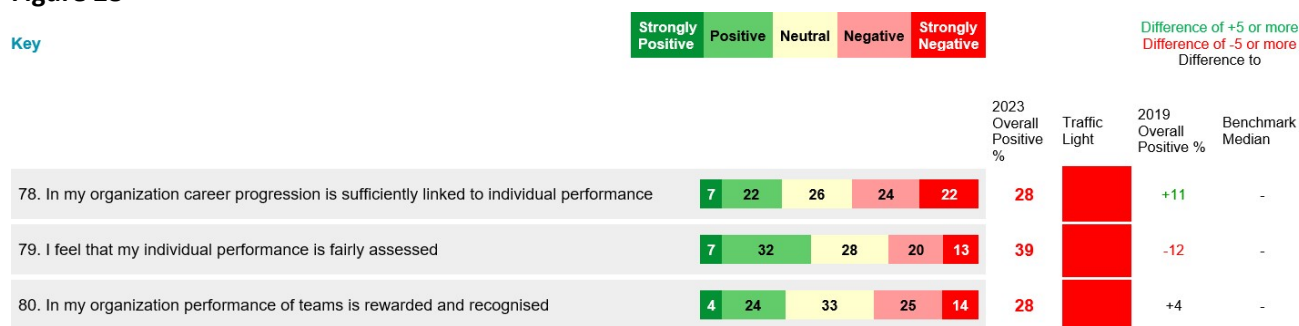 Key
Strongly Positive
Positive
Neutral
Negative
Strongly Negative
Difference of +5 or more
Difference of -5 or more
Difference to
2023 Overall Positive %
Traffic Light
2019 Overall Positive %
Benchmark Median
78. In my organization career progression is sufficiently linked to individual performance 7 22 26 24 22 28 +11 -
79. I feel that my individual performance is fairly assessed 7 32 28 20 13 39 -12 -
80. In my organization performance of teams is rewarded and recognised 4 24 33 25 14 28 +4 -